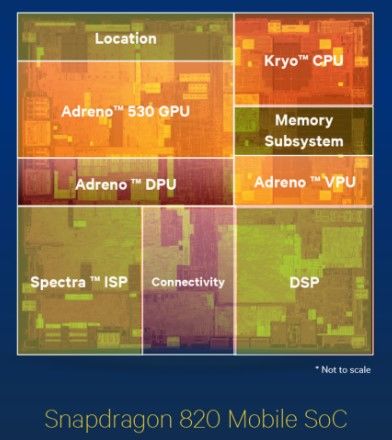 Location
Kryo™ CPU
Adreno™ 530 GPU
Memory
Subsystem
Adreno™ DPU
Adreno™ VPU
Spectra™ ISP
Connectivity
DSP
* Not to scale
Snapdragon 820 Mobile SoC